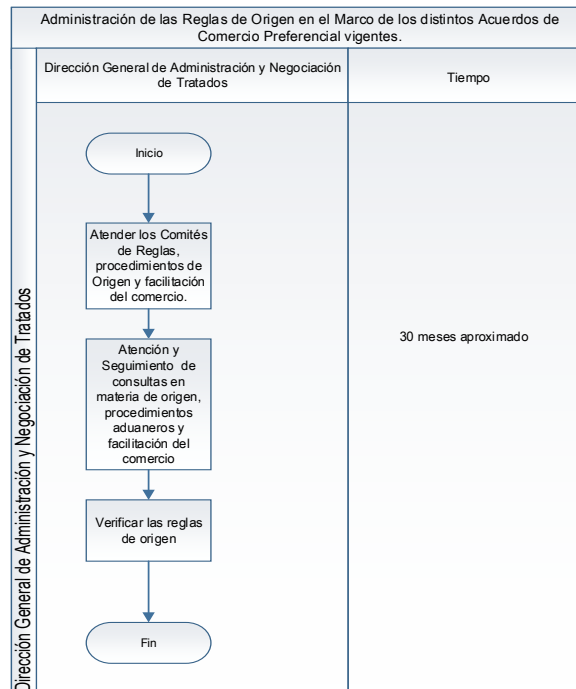 Administración de las Reglas de Origen en el Marco de los distintos Acuerdos de
Comercio Preferencial vigentes.
Dirección General de Administración y Negociación de Tratados
Dirección General de Administración y Negociación
de Tratados
Tiempo
Inicio
Atender los Comités
de Reglas,
procedimientos de
Origen y facilitación
del comercio.
30 meses aproximado
Atención y
Seguimiento de
consultas en
materia de origen,
procedimientos
aduaneros y
facilitación del
comercio
Verificar las reglas
de origen
Fin